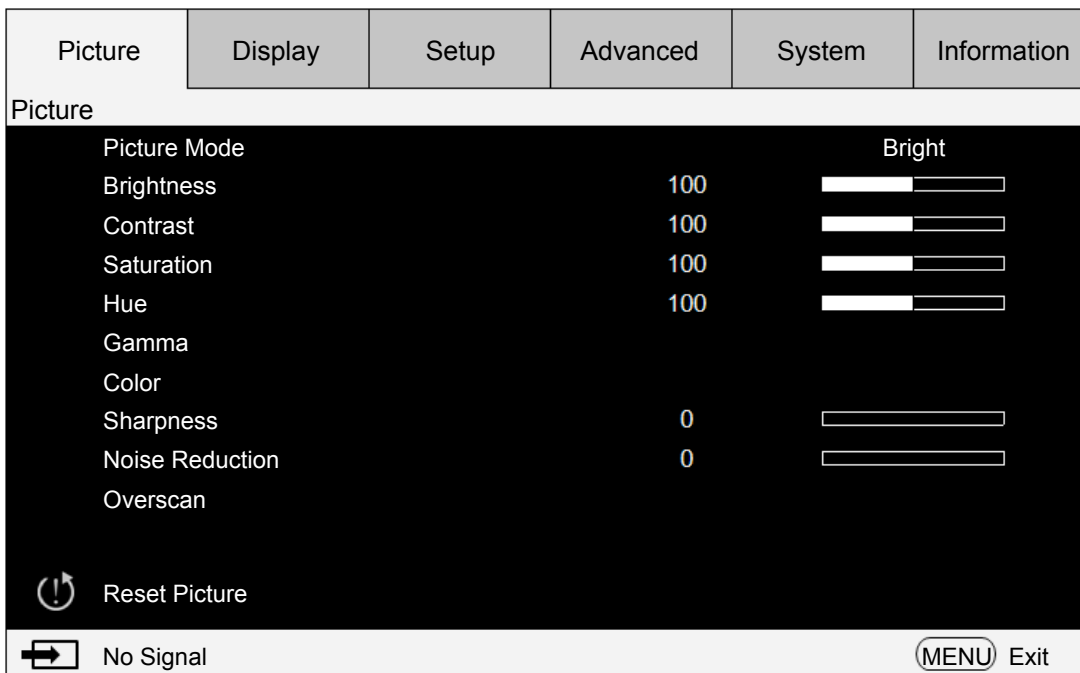 Picture Display Setup Advanced System Information
Picture
Picture Mode Bright
Brightness 100
Contrast 100
Saturation 100
Hue 100
Gamma
Color
Sharpness 0
Noise Reduction 0
Overscan
Reset Picture
No Signal MENU Exit